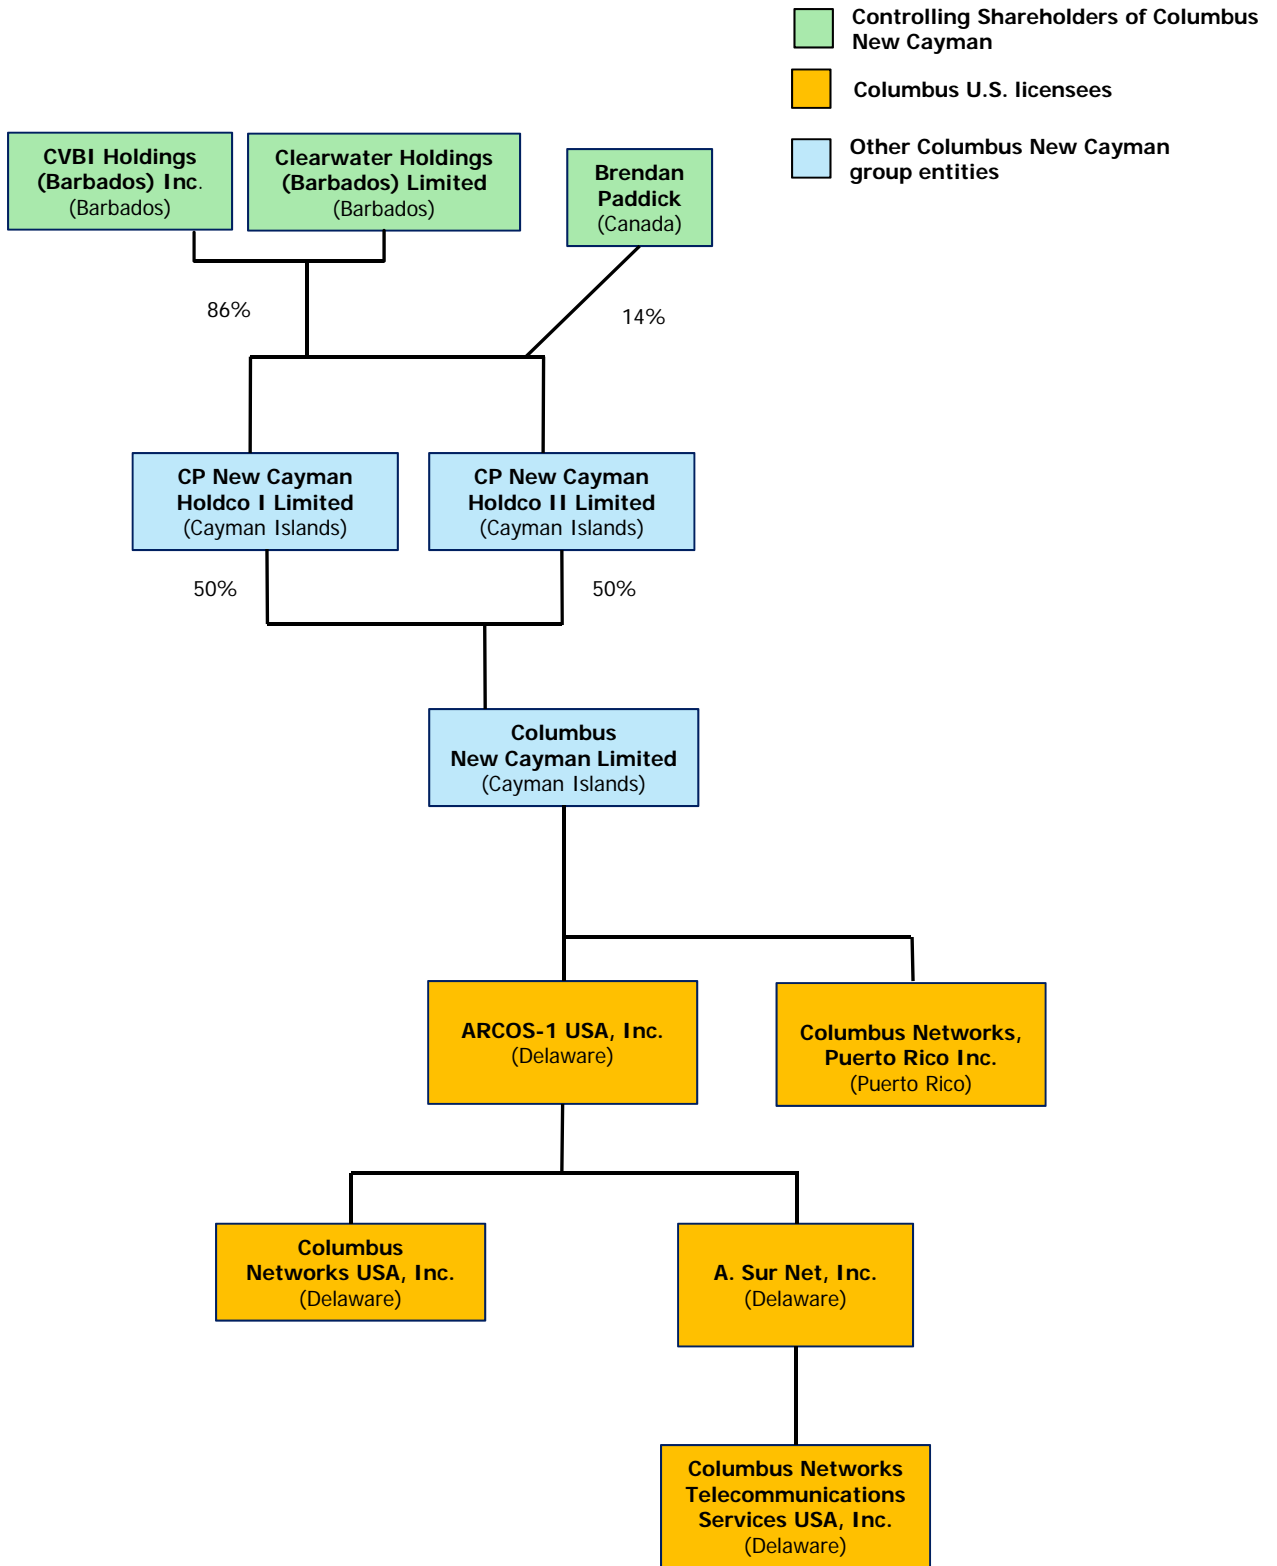 Controlling Shareholders of Columbus
New Cayman
Columbus U.S. licensees
Other Columbus New Cayman
group entities
CVBI Holdings
(Barbados) Inc.
(Barbados)
Clearwater Holdings
(Barbados) Limited
(Barbados)
Brendan
Paddick
(Canada)
86%
14%
CP New Cayman
Holdco I Limited
(Cayman Islands)
CP New Cayman
Holdco II Limited
(Cayman Islands)
50%
50%
Columbus
New Cayman Limited
(Cayman Islands)
ARCOS-1 USA, Inc.
(Delaware)
Columbus Networks,
Puerto Rico Inc.
(Puerto Rico)
Columbus
Networks USA, Inc.
(Delaware)
A. Sur Net, Inc.
(Delaware)
Columbus Networks
Telecommunications
Services USA, Inc.
(Delaware)